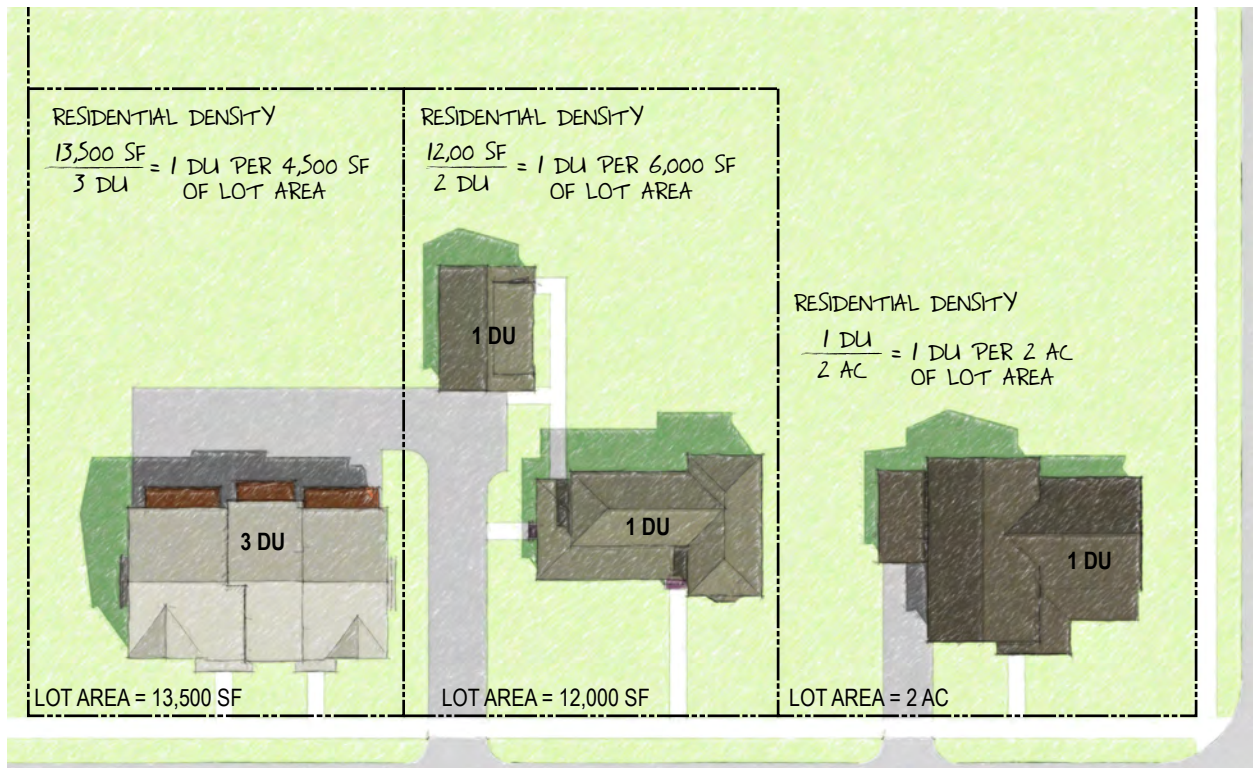 RESIDENTIAL DENSITY
13,500 SF
3 DU
= 1 DU PER 4,500 SF
OF LOT AREA
3 DU
LOT AREA = 13,500 SF
RESIDENTIAL DENSITY
12,00 SF
2 DU
= 1 DU PER 6,000 SF
OF LOT AREA
1 DU
1 DU
LOT AREA = 12,000 SF
RESIDENTIAL DENSITY
1 DU
2 AC
= 1 DU PER 2 AC
OF LOT AREA
1 DU
LOT AREA = 2 AC